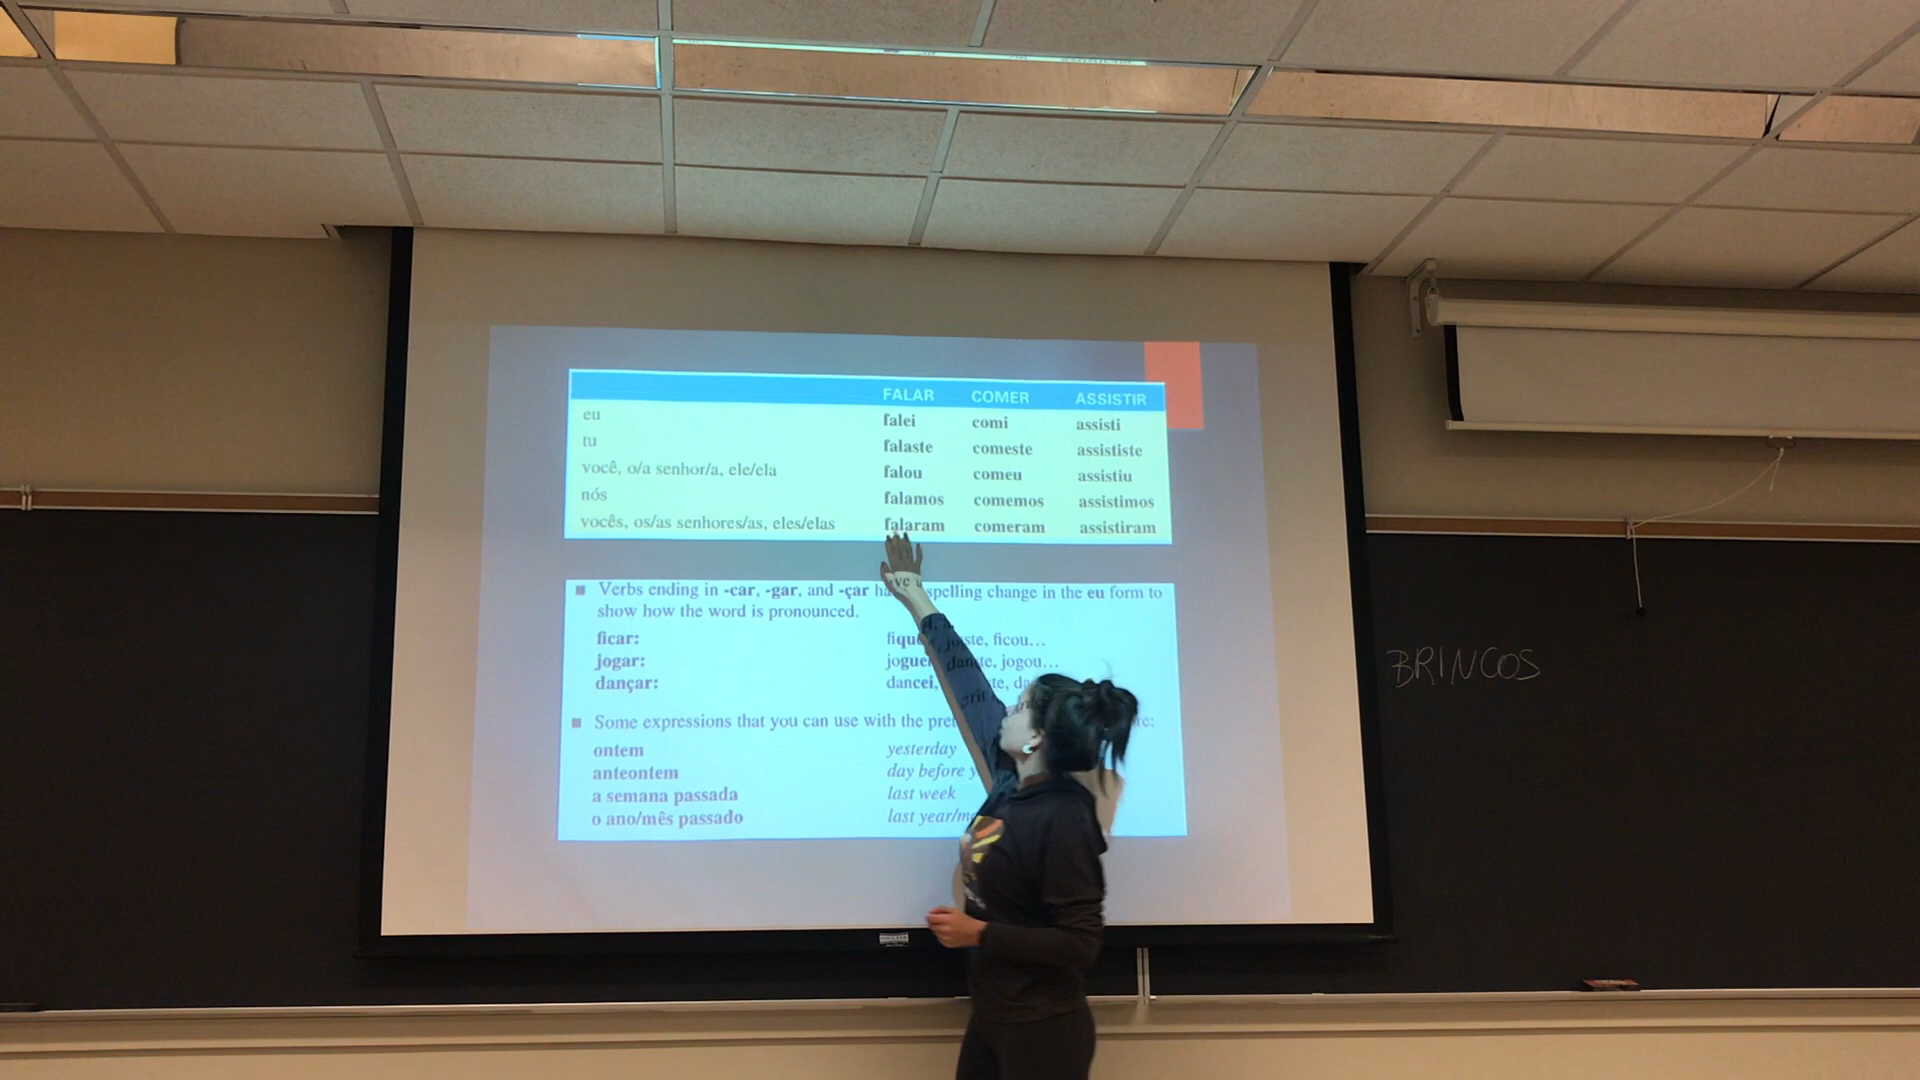 FALAR COMER ASSISTIR
eu falei comi assisti
tu falaste comeste assististe
você, o/a senhor/a, ele/ela falou comeu assistiu
nós falamos comemos assistimos
vocês, os/as senhores/as, eles/elas falaram comeram assistiram
Verbs ending in -car, -gar, and -çar spelling change in the eu form to
show how the word is pronounced.
ficar: ficou...
jogar: joguei jogou...
dançar: dancei,
Some expressions that you can use with the
ontem yesterday
anteontem day before
a semana passada last week
o ano/mês passado
BRINCOS